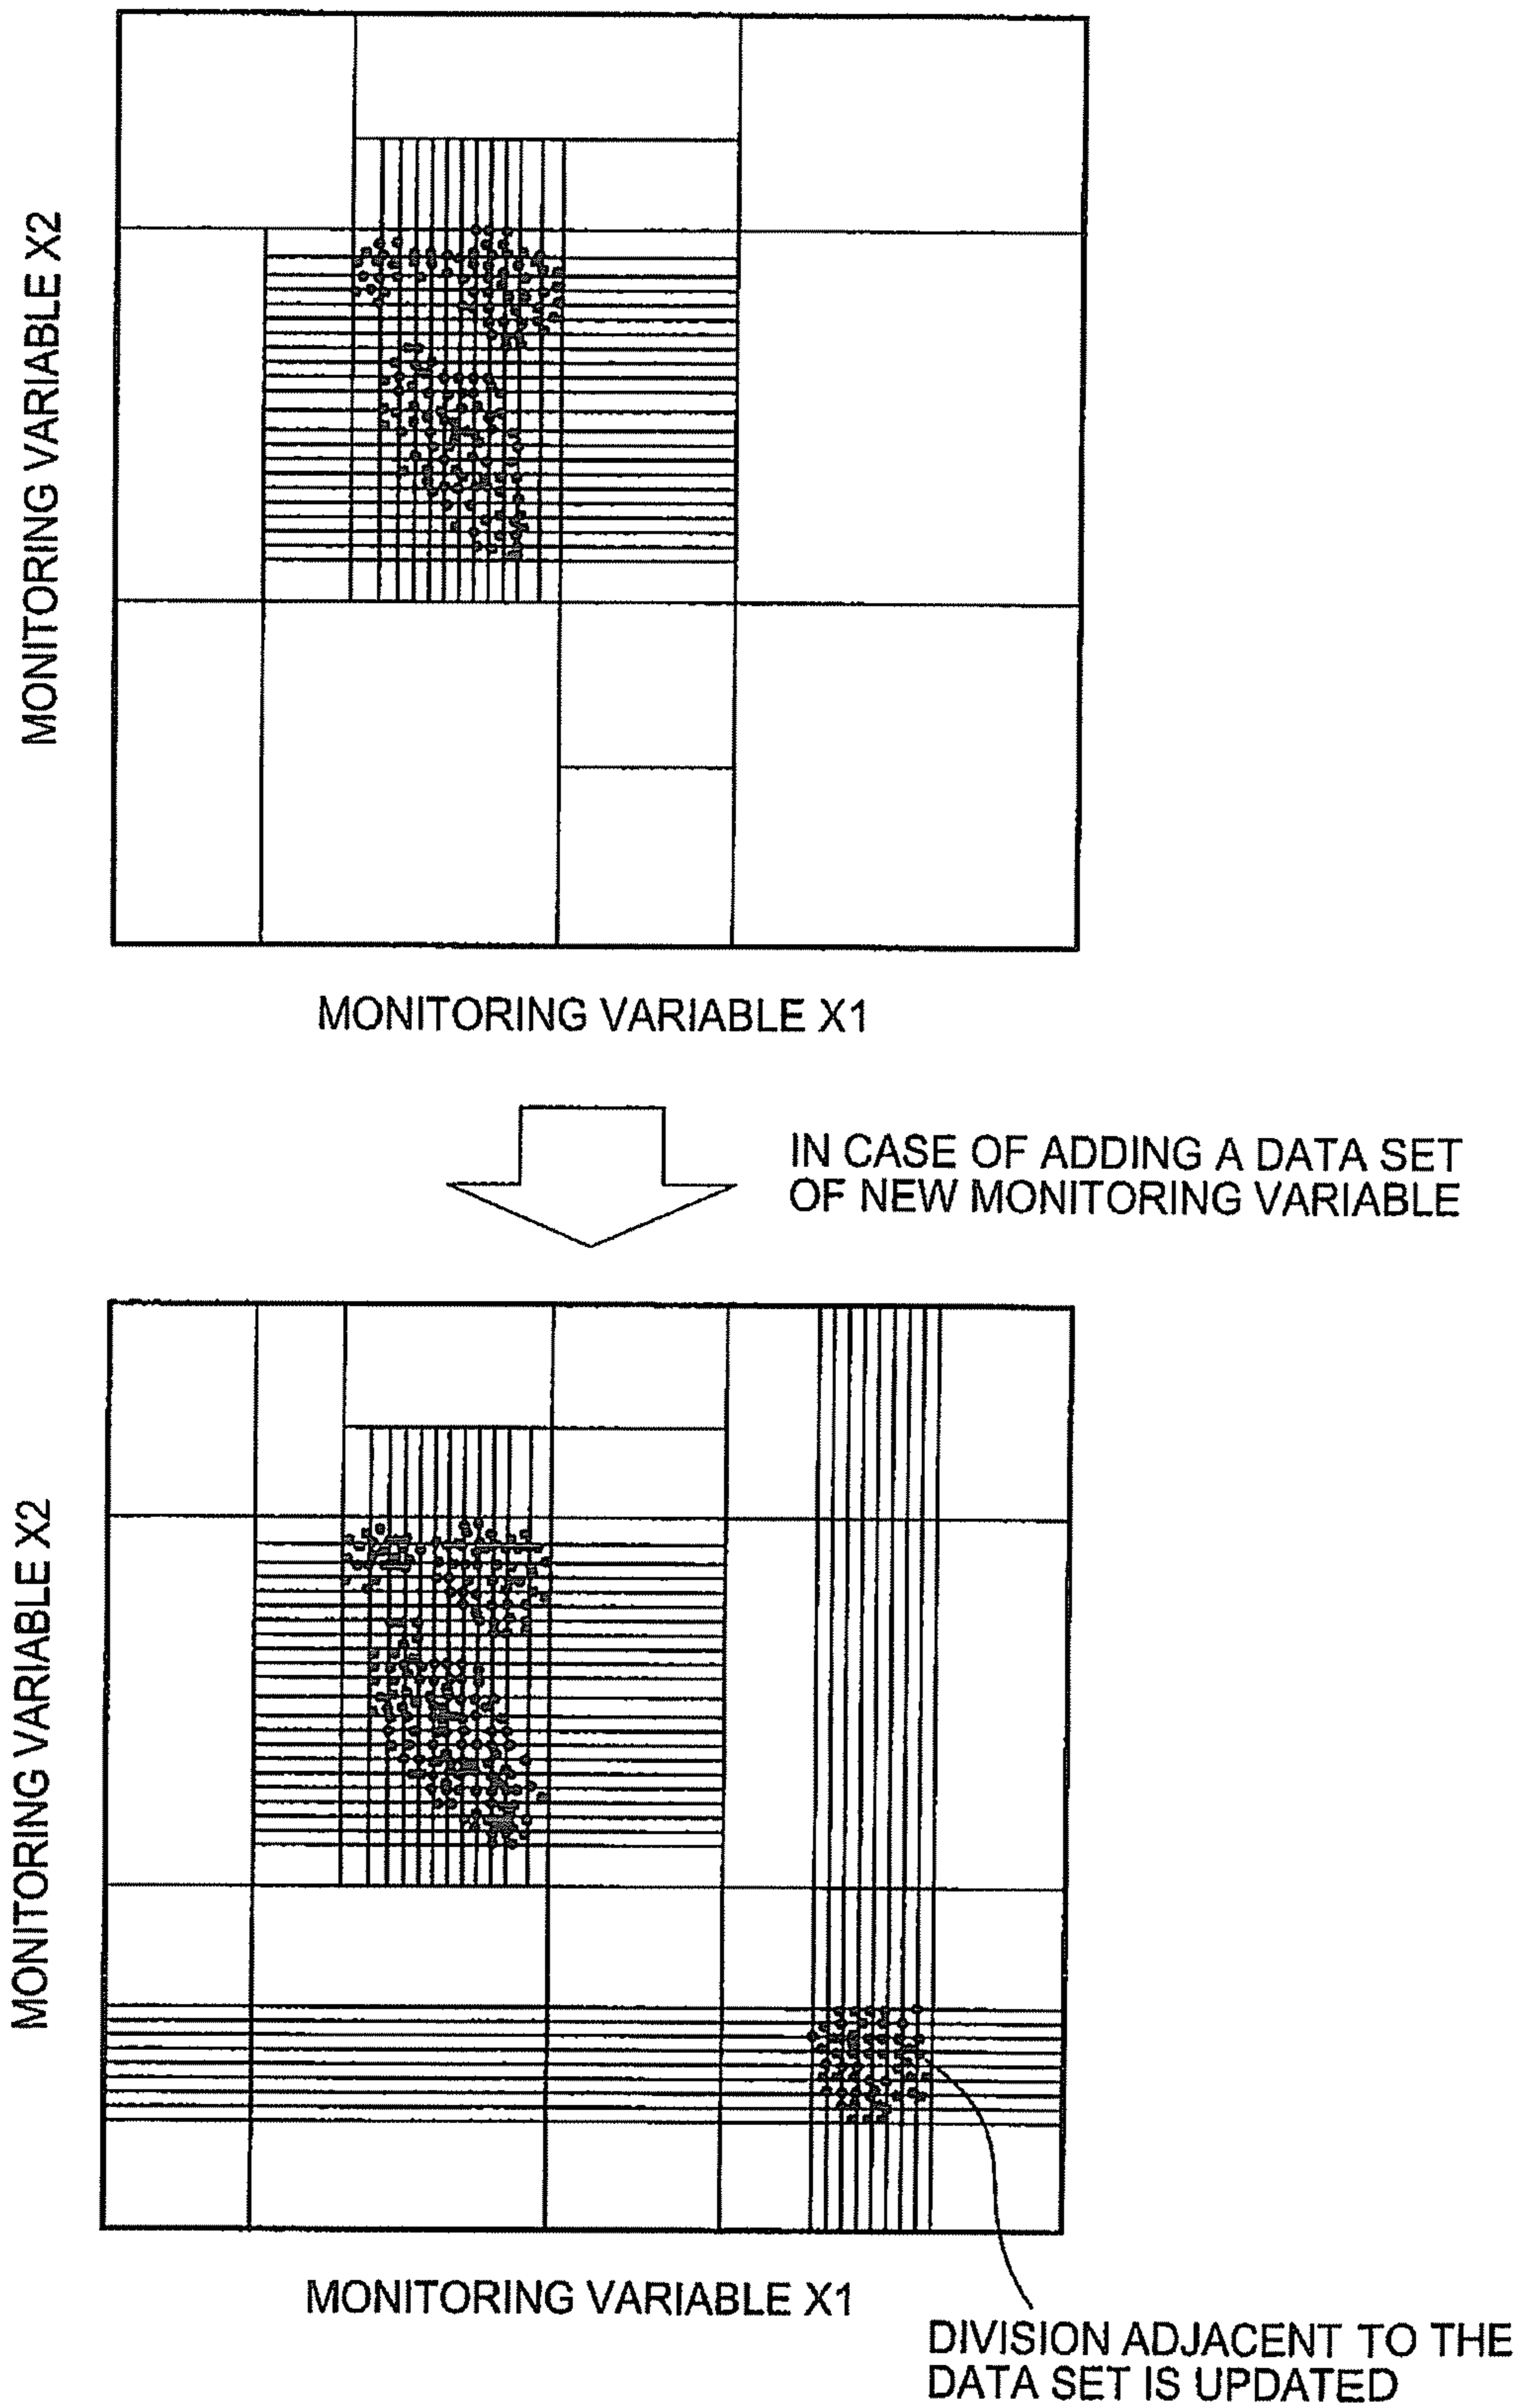 MONITORING VARIABLE X2
MONITORING VARIABLE X1
IN CASE OF ADDING A DATA SET
OF NEW MONITORING VARIABLE
MONITORING VARIABLE X2
MONITORING VARIABLE X1
DIVISION ADJACENT TO THE
DATA SET IS UPDATED